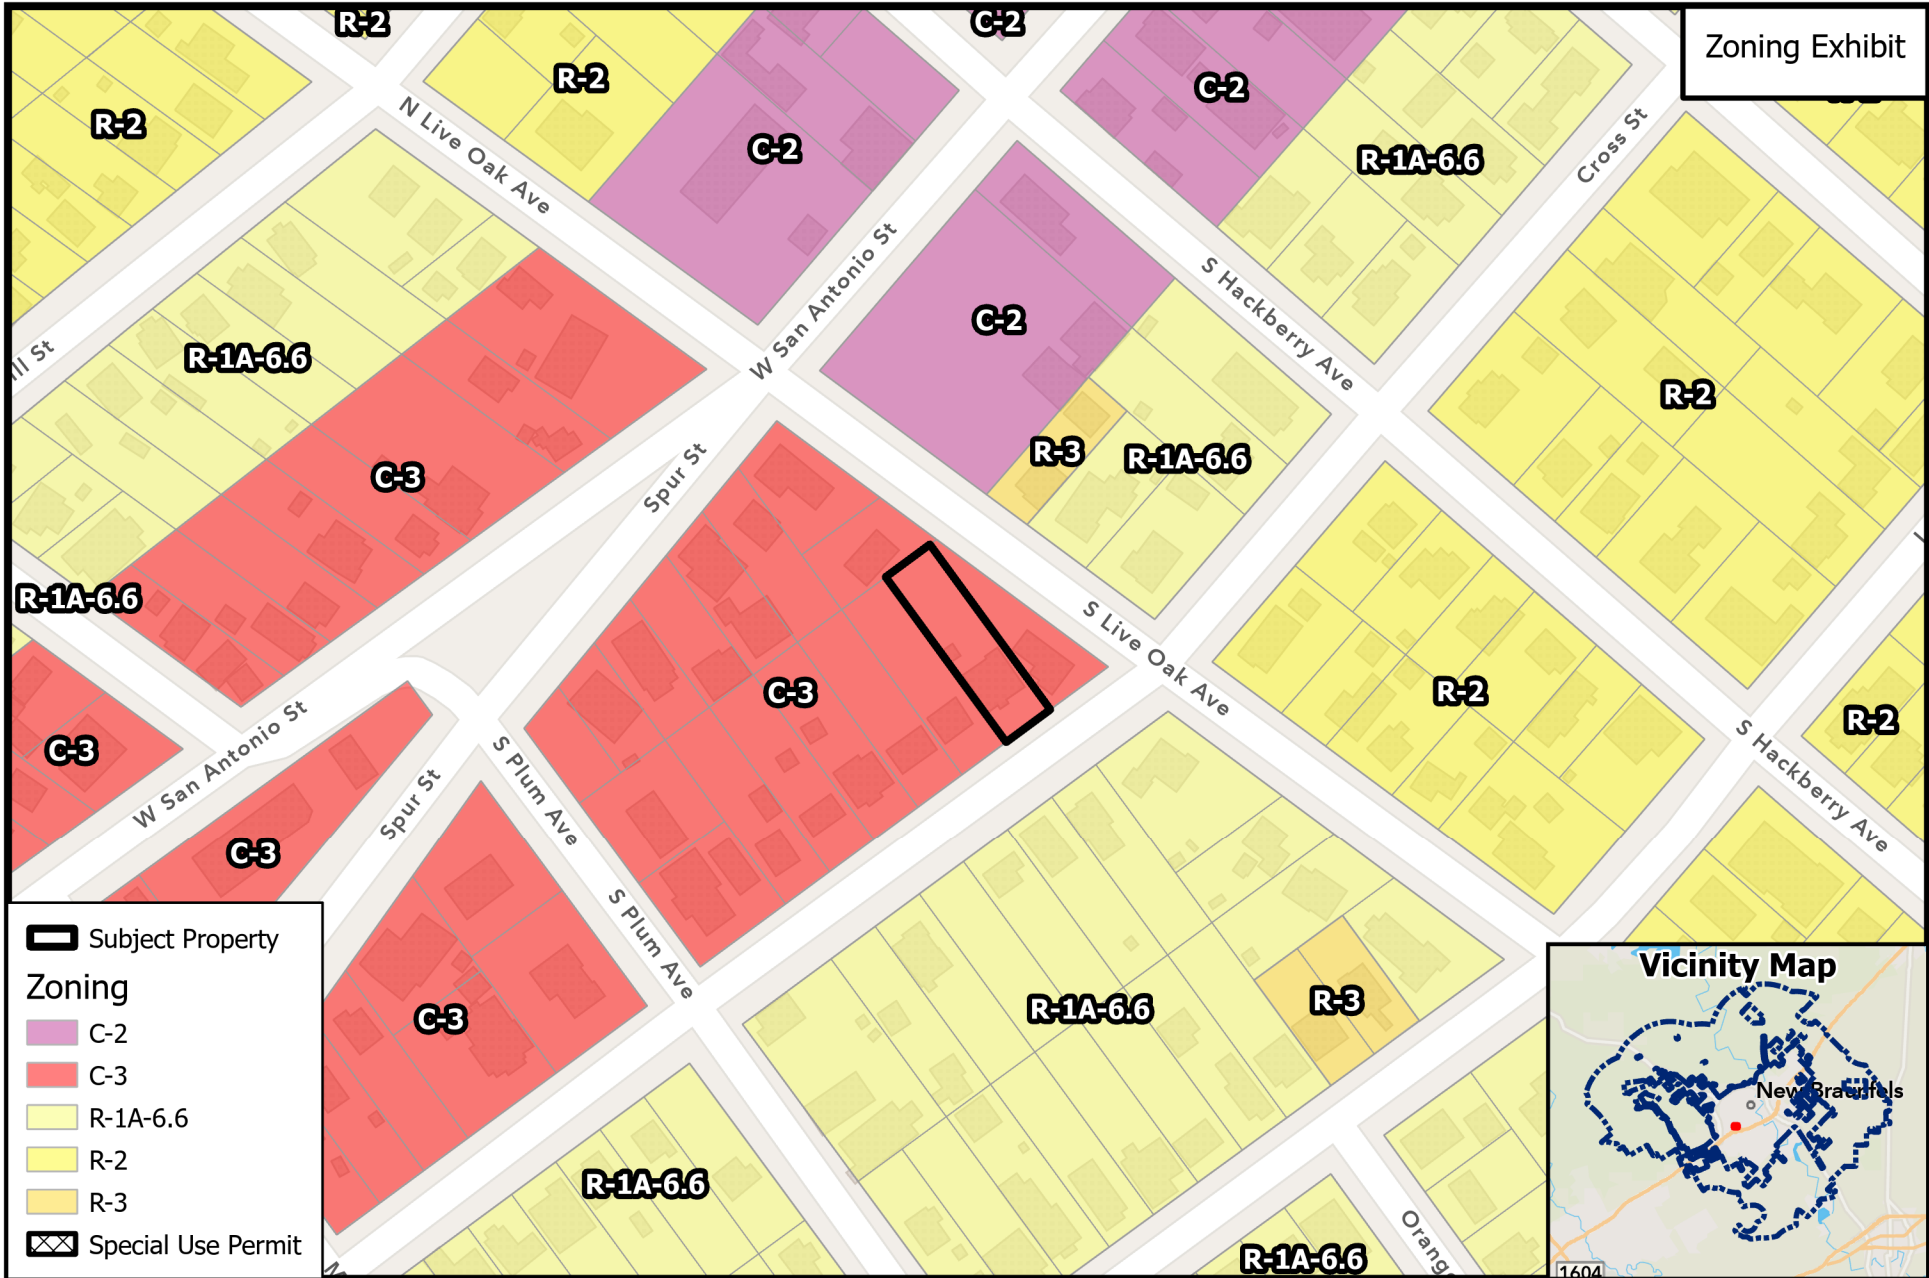 R-2
C-2
Zoning Exhibit
R-2
C-2
R-2
N Live Oak Ave
C-2
R-1A-6.6
Cross St
W San Antonio St
S Hackberry Ave
C-2
R-1A-6.6
R-2
Spur St
R-3
R-1A-6.6
C-3
R-1A-6.6
S Live Oak Ave
C-3
R-2
R-2
C-3
W San Antonio St
S Plum Ave
S Hackberry Ave
Spur St
C-3
S Plum Ave
C-3
R-1A-6.6
R-3
R-1A-6.6
R-1A-6.6
Subject Property
Zoning
C-2
C-3
R-1A-6.6
R-2
R-3
Special Use Permit
Vicinity Map
New Braunfels
1604